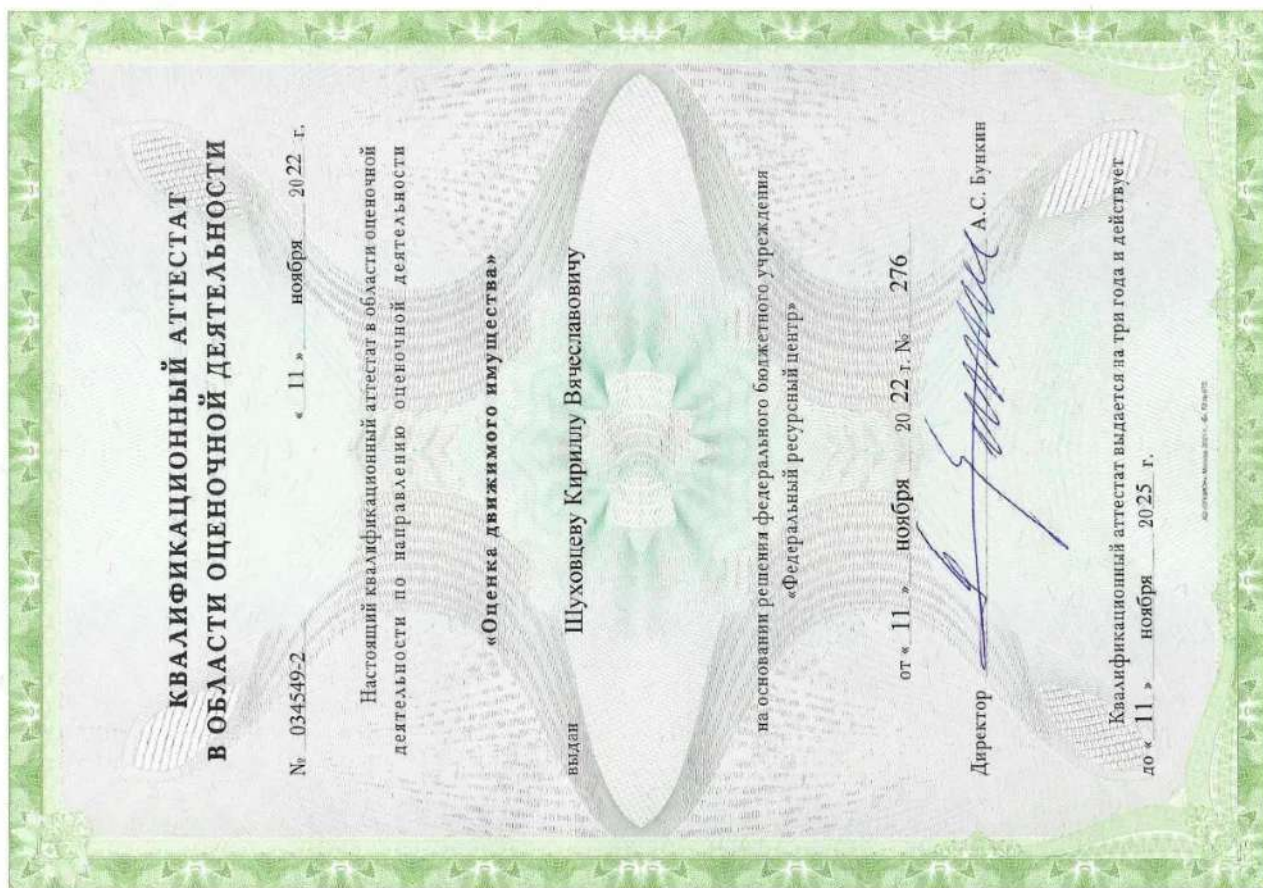 КВАЛИФИКАЦИОННЫЙ АТТЕСТАТ
В ОБЛАСТИ ОЦЕНОЧНОЙ ДЕЯТЕЛЬНОСТИ
№ 034549-2 « 11 » ноября 2022 г.
Настоящий квалификационный аттестат в области оценочной
деятельности по направлению оценочной деятельности
«Оценка движимого имущества»
выдан Шуховцеву Кириллу Вячеславовичу
на основании решения федерального бюджетного учреждения
«Федеральный ресурсный центр»
от « 11 » ноября 20 22 г. № 276
Директор А.С. Бункин
Квалификационный аттестат выдается на три года и действует
до « 11 » ноября 2025 г.